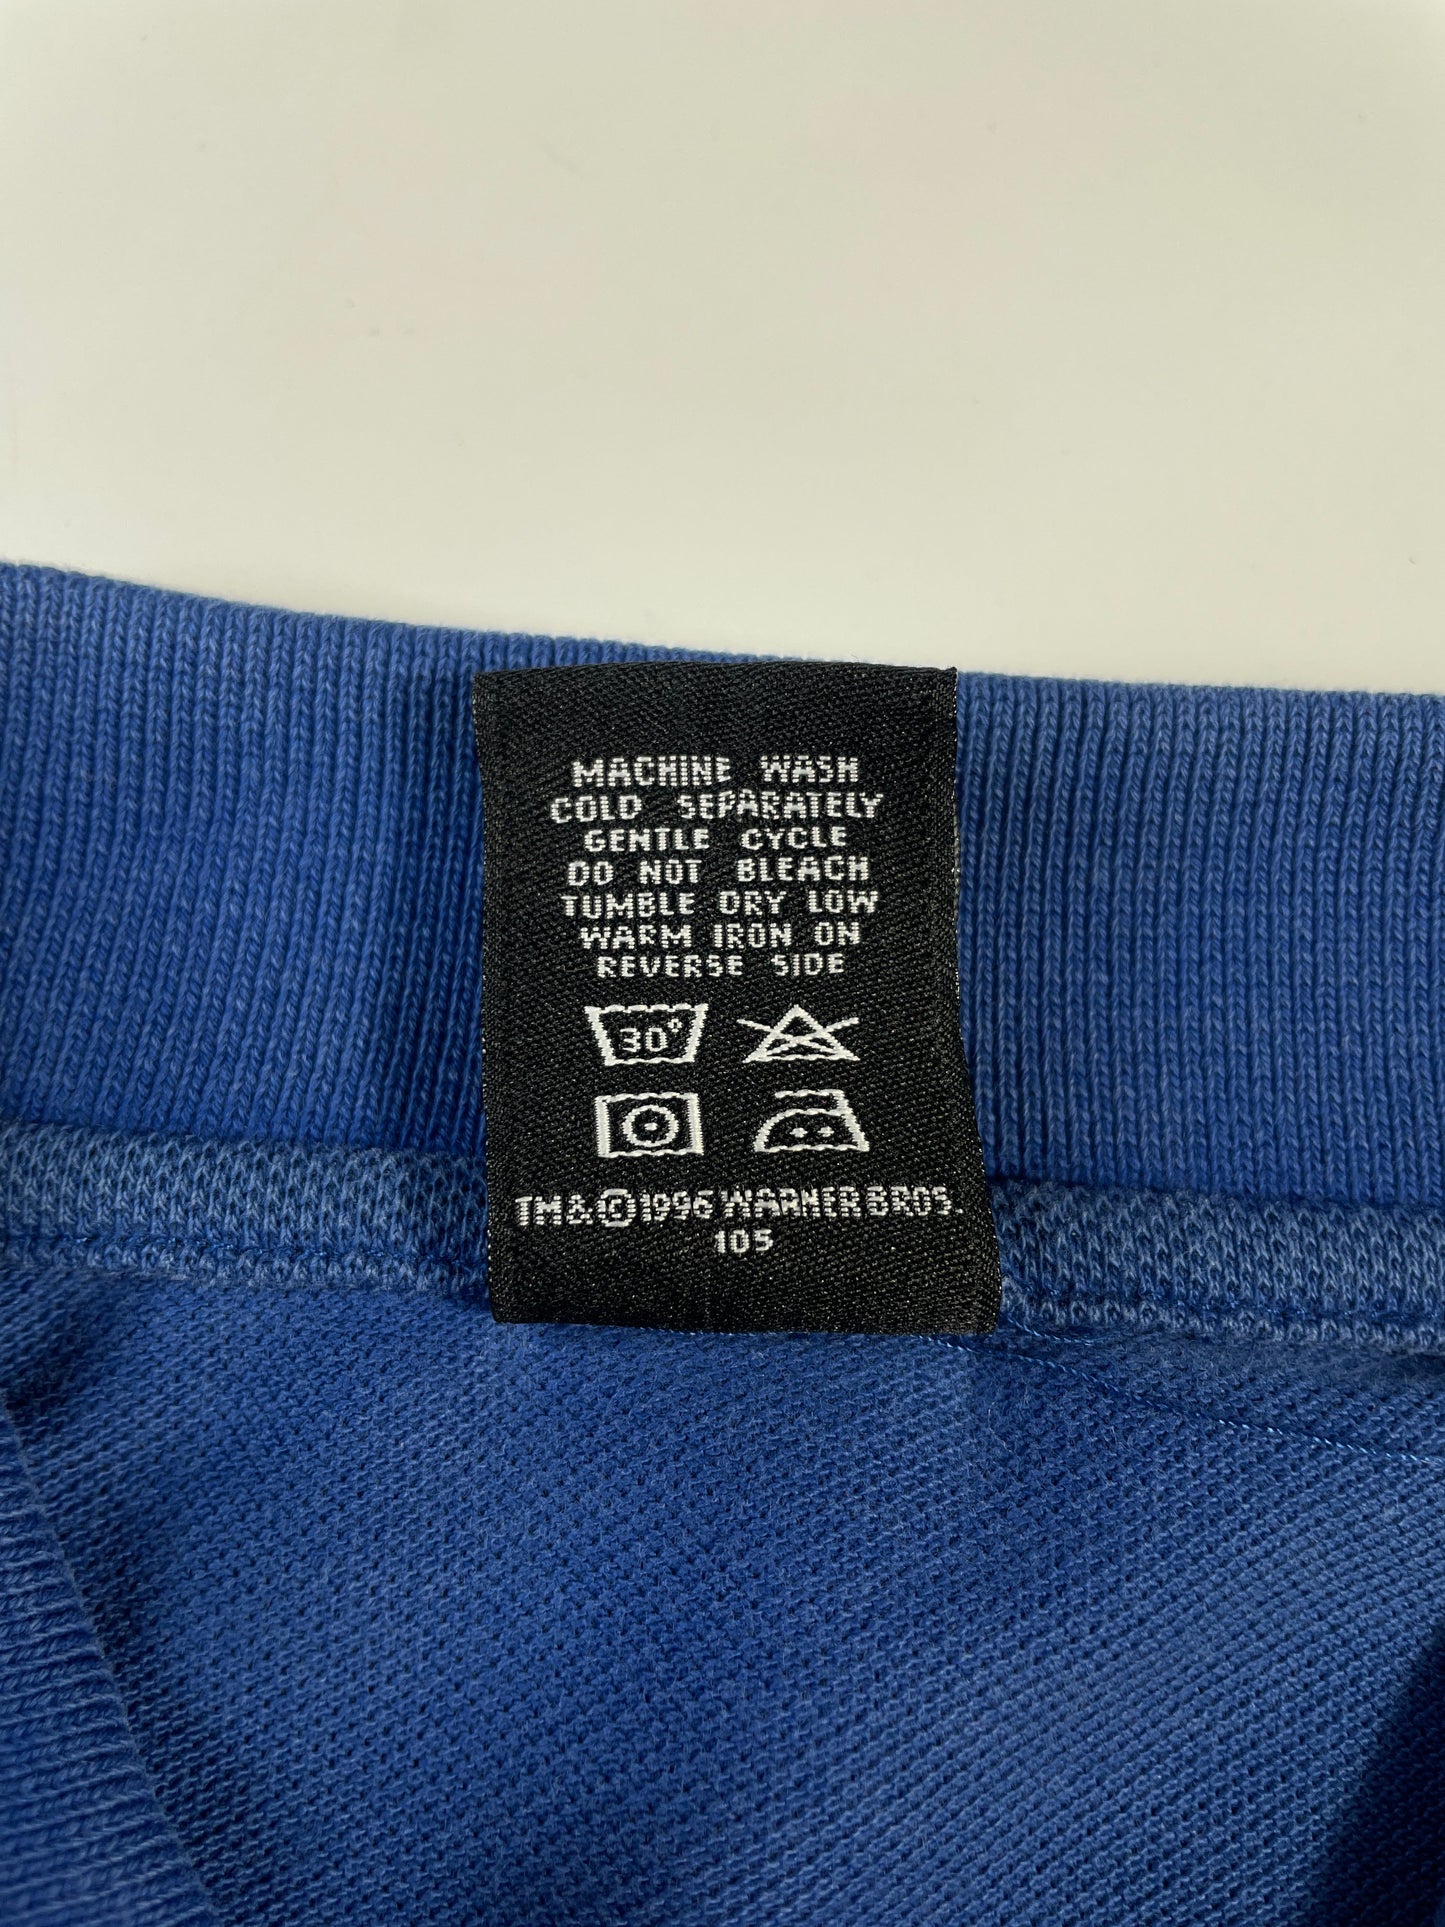 MACHINE WASH
COLD SEPARATELY
GENTLE CYCLE
DO NOT BLEACH
TUMBLE DRY LOW
WARM IRON ON
REVERSE SIDE
30°
TM&©1996 WARNER BROS.
105